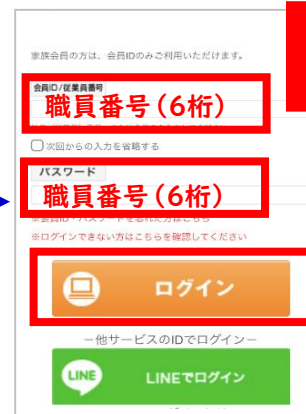 家族会員の方は、会員IDのみご利用いただけます。
会員ID/従業員番号
職員番号(6桁)
次回からの入力を省略する
パスワード
職員番号(6桁)
※会員ID・パスワードを忘れた方はこちら
※ログインできない方はこちらを確認してください
ログイン
－他サービスのIDでログイン－
LINE
LINEでログイン